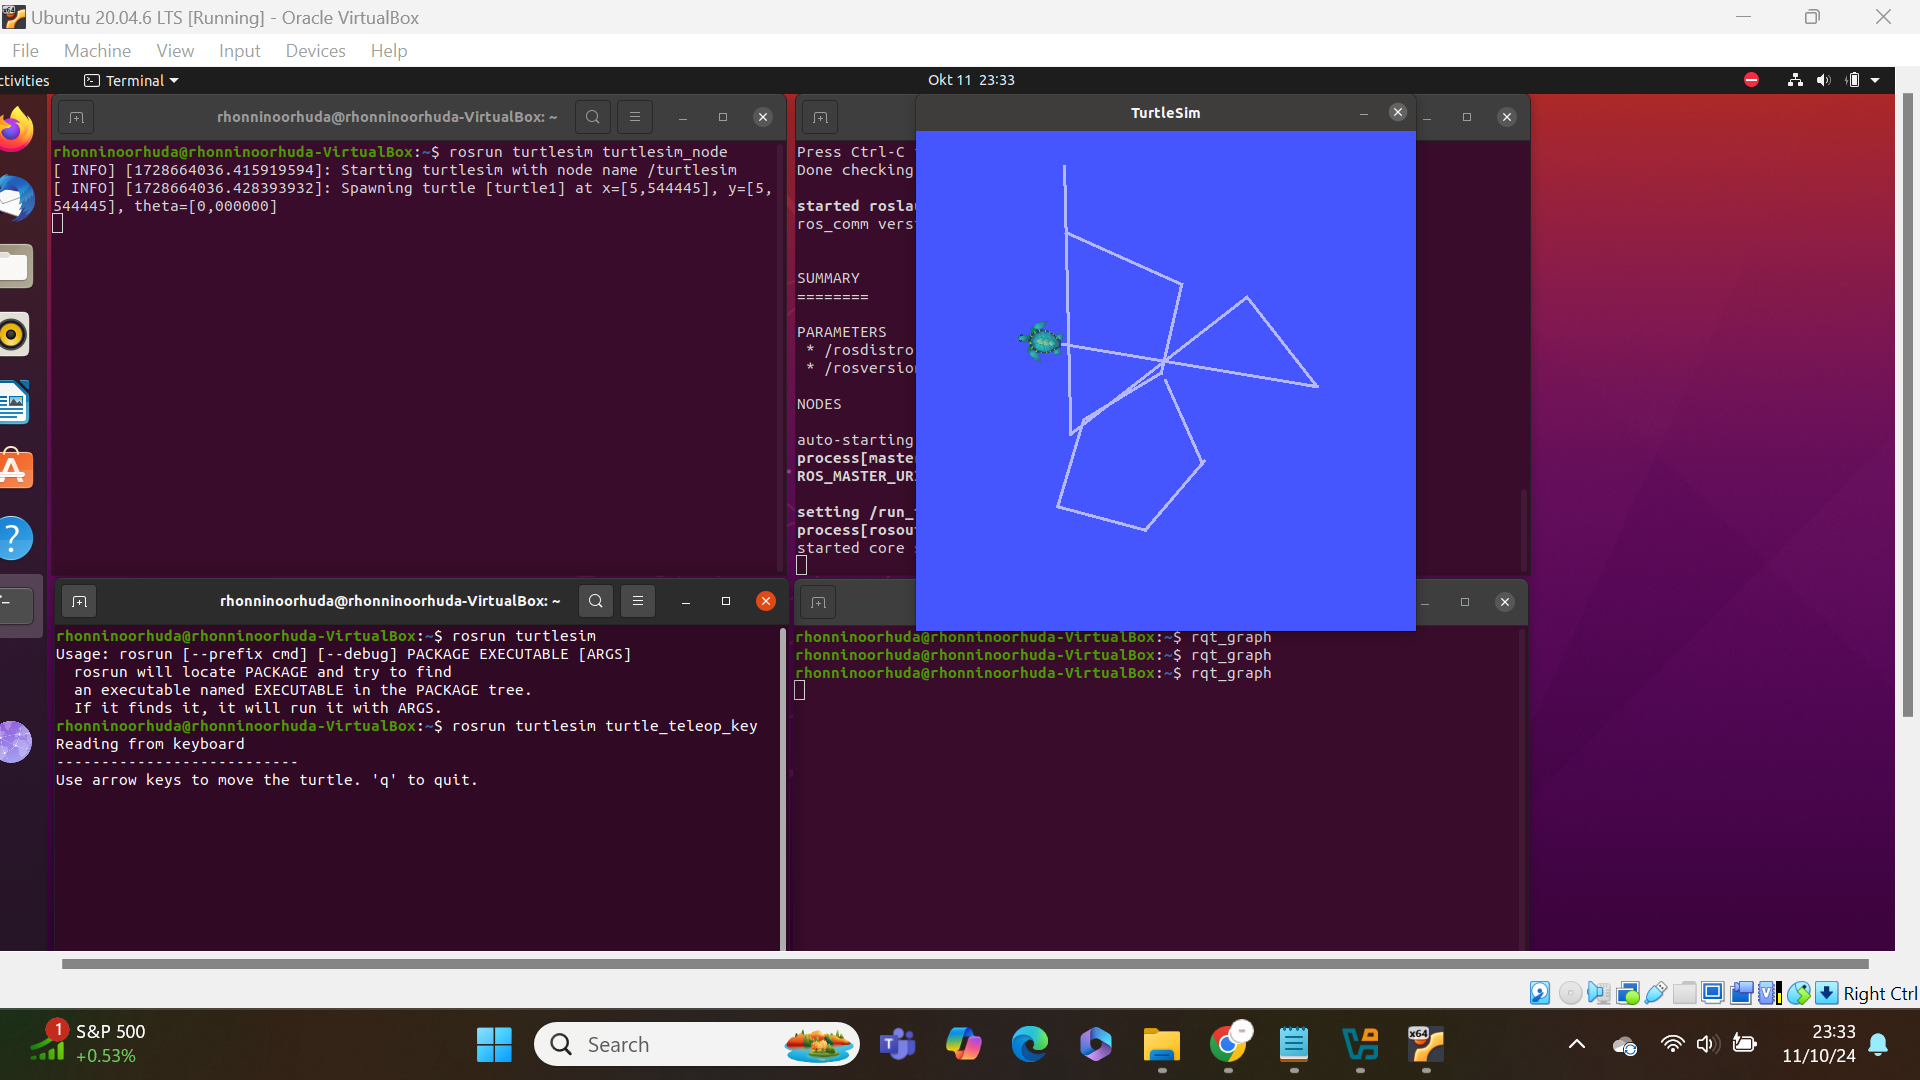 Ubuntu 20.04.6 LTS [Running] - Oracle VirtualBox
File Machine View Input Devices Help
ctivities
Terminal
Okt 11 23:33
rhonninoorhuda@rhonninoorhuda-VirtualBox: ~
rhonninoorhuda@rhonninoorhuda-VirtualBox:~$ rosrun turtlesim turtlesim_node
[ INFO] [1728664036.415919594]: Starting turtlesim with node name /turtlesim
[ INFO] [1728664036.428393932]: Spawning turtle [turtle1] at x=[5,544445], y=[5,
544445], theta=[0,000000]
Press Ctrl-C
Done checking
started rosla
ros_comm vers
SUMMARY
========
PARAMETERS
* /rosdistro
* /rosversion
NODES
auto-starting
process[master
ROS_MASTER_UR
setting /run_
process[rosou
started core
TurtleSim
rhonninoorhuda@rhonninoorhuda-VirtualBox: ~
rhonninoorhuda@rhonninoorhuda-VirtualBox:~$ rosrun turtlesim
Usage: rosrun [--prefix cmd] [--debug] PACKAGE EXECUTABLE [ARGS]
rosrun will locate PACKAGE and try to find
an executable named EXECUTABLE in the PACKAGE tree.
If it finds it, it will run it with ARGS.
rhonninoorhuda@rhonninoorhuda-VirtualBox:~$ rosrun turtlesim turtle_teleop_key
Reading from keyboard
---------------------------
Use arrow keys to move the turtle. 'q' to quit.
rhonninoorhuda@rhonninoorhuda-VirtualBox:~$ rqt_graph
rhonninoorhuda@rhonninoorhuda-VirtualBox:~$ rqt_graph
rhonninoorhuda@rhonninoorhuda-VirtualBox:~$ rqt_graph
Right Ctrl
1
S&P 500
+0.53%
Search
x64
23:33
11/10/24